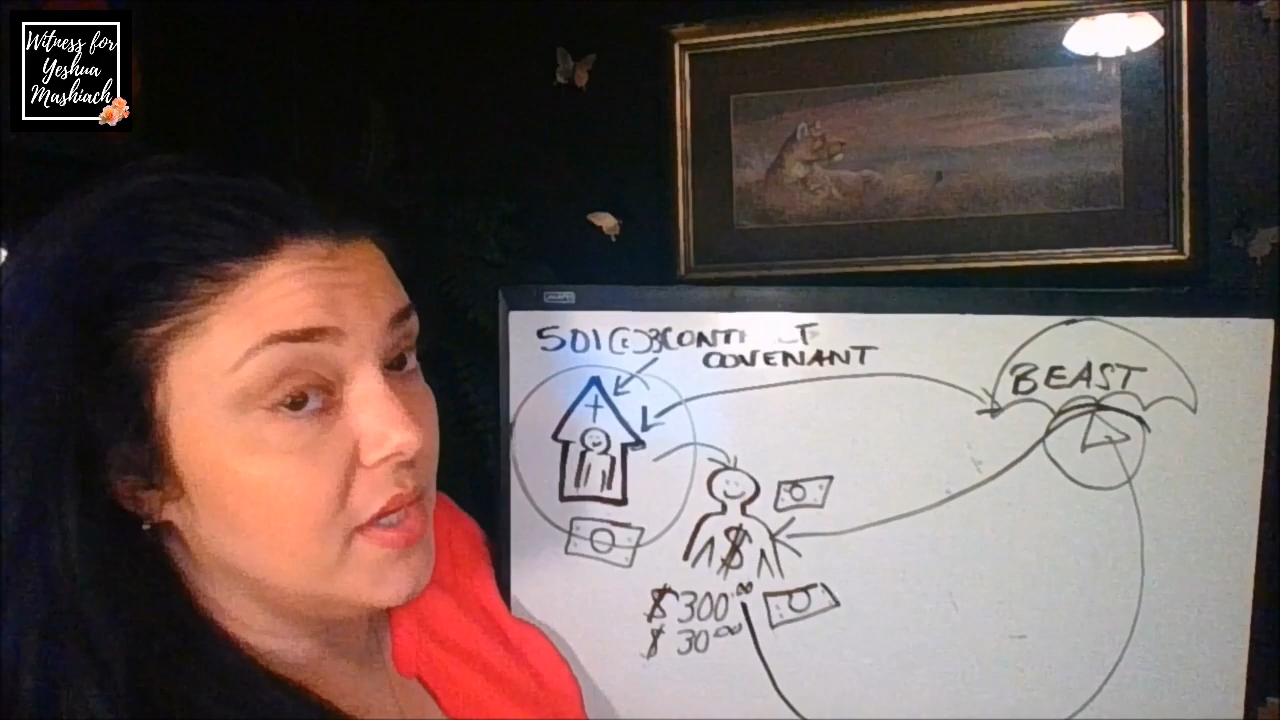 Witness for
Yeshua
Mashiach
501(c)3
COVENANT
BEAST
$
$300.00
$30.00